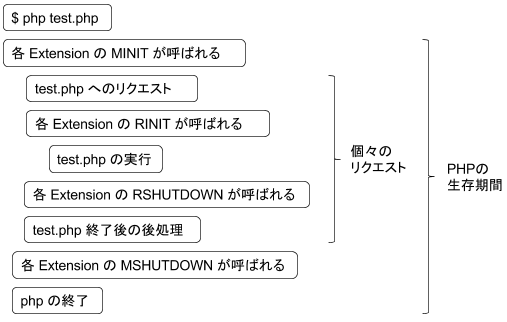 $ php test.php
各 Extension の MINIT が呼ばれる
test.php へのリクエスト
各 Extension の RINIT が呼ばれる
test.php の実行
各 Extension の RSHUTDOWN が呼ばれる
test.php 終了後の後処理
各 Extension の MSHUTDOWN が呼ばれる
php の終了
個々の
リクエスト
PHPの
生存期間